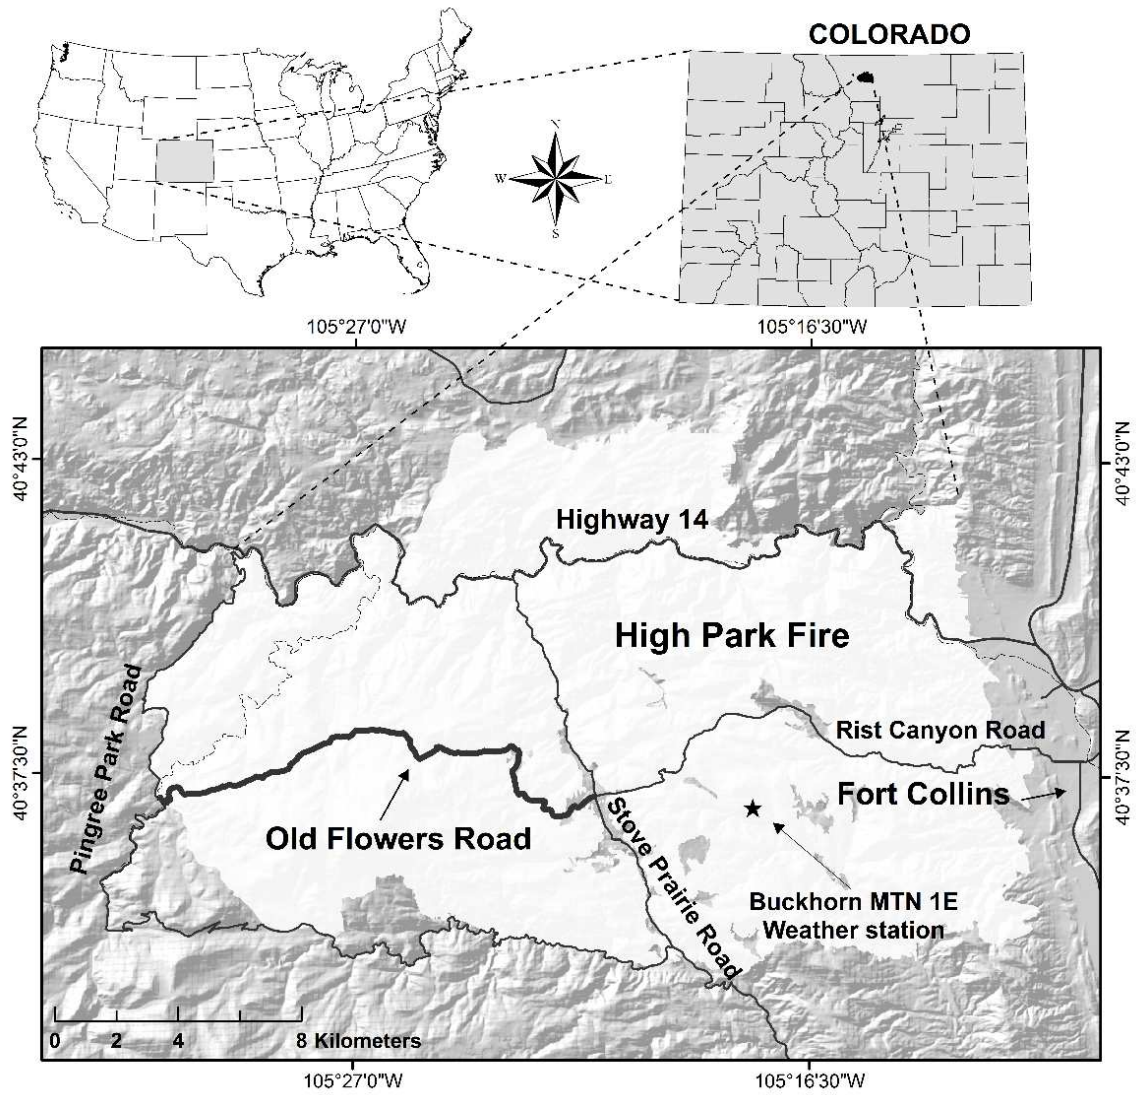 COLORADO
N
W
E
S
105°27'0"W
105°16'30"W
40°43'0"N
40°43'0"N
Highway 14
High Park Fire
Pingree Park Road
Rist Canyon Road
40°37'30"N
40°37'30"N
Fort Collins
Old Flowers Road
Stove Prairie Road
Buckhorn MTN 1E
Weather station
0 2 4 8 Kilometers
105°27'0"W
105°16'30"W